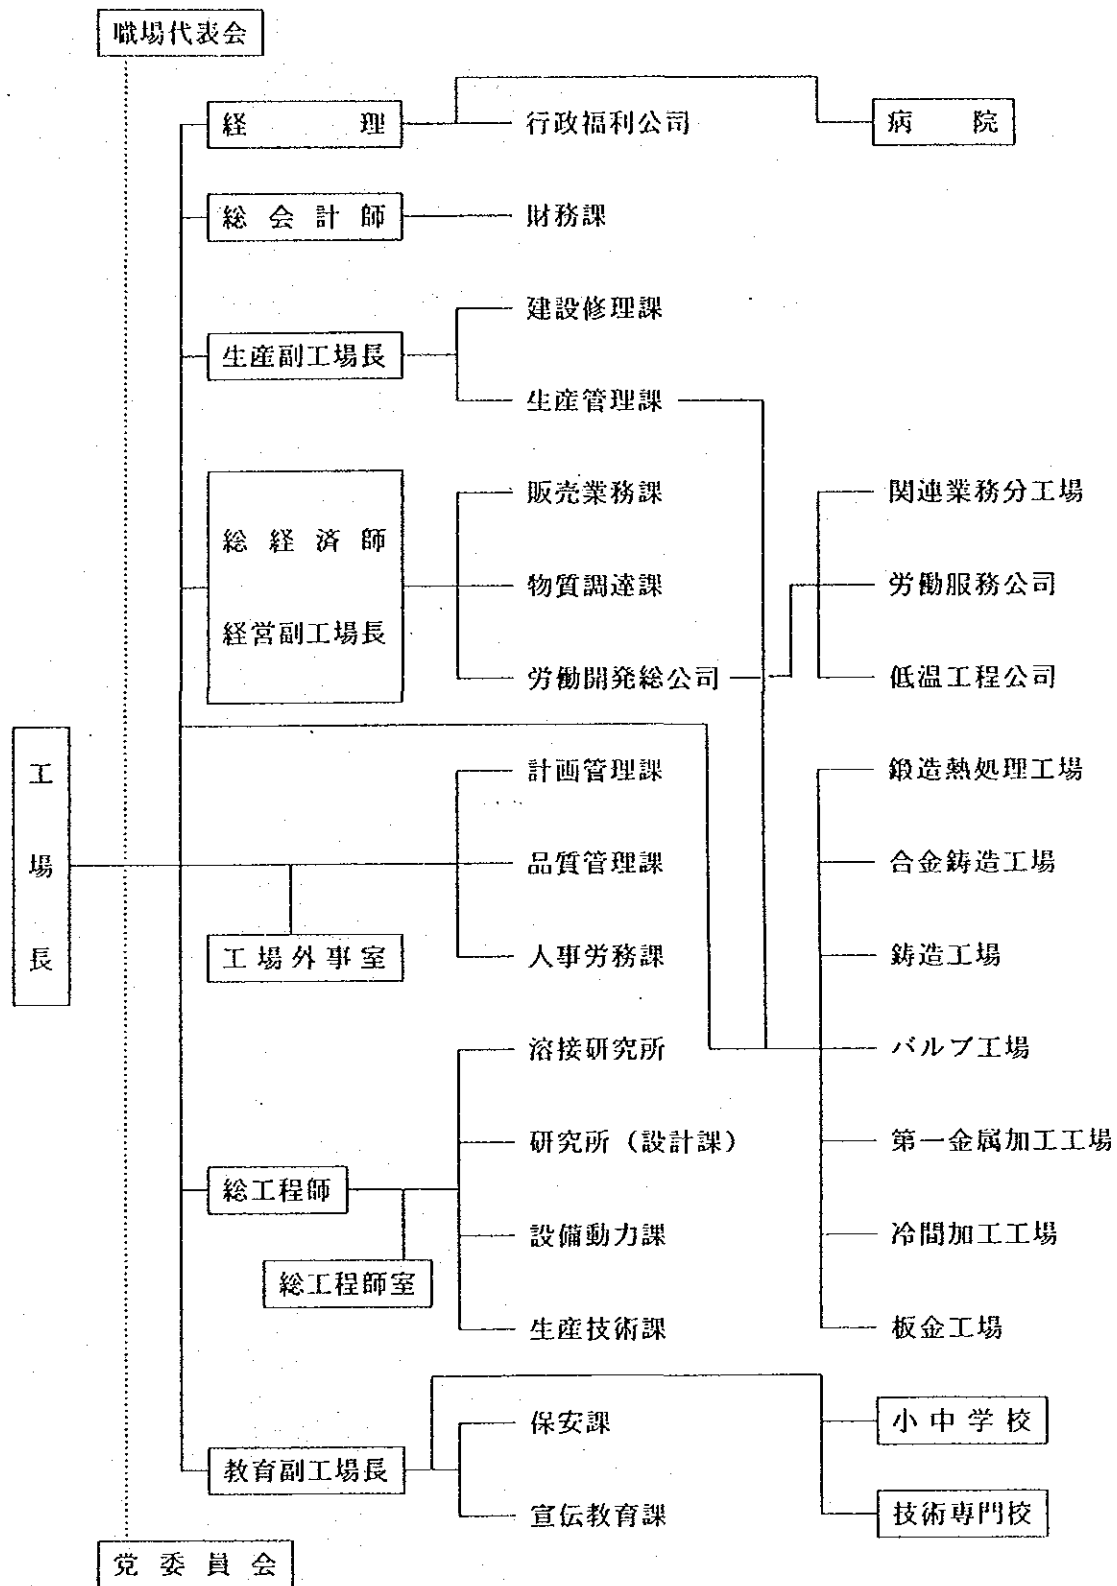 職場代表会
経理 行政福利公司 病院
総会計師 財務課
建設修理課
生産副工場長
生産管理課
販売業務課 関連業務分工場
総経済師
物質調達課 労働服務公司
経営副工場長
労働開発総公司 低温工程公司
工場長
計画管理課 鍛造熱処理工場
品質管理課 合金鋳造工場
工場外事室 人事労務課 鋳造工場
溶接研究所 バルブ工場
研究所（設計課） 第一金属加工工場
総工程師
設備動力課 冷間加工工場
総工程師室
生産技術課 板金工場
保安課 小中学校
教育副工場長
宣伝教育課 技術専門校
党委員会